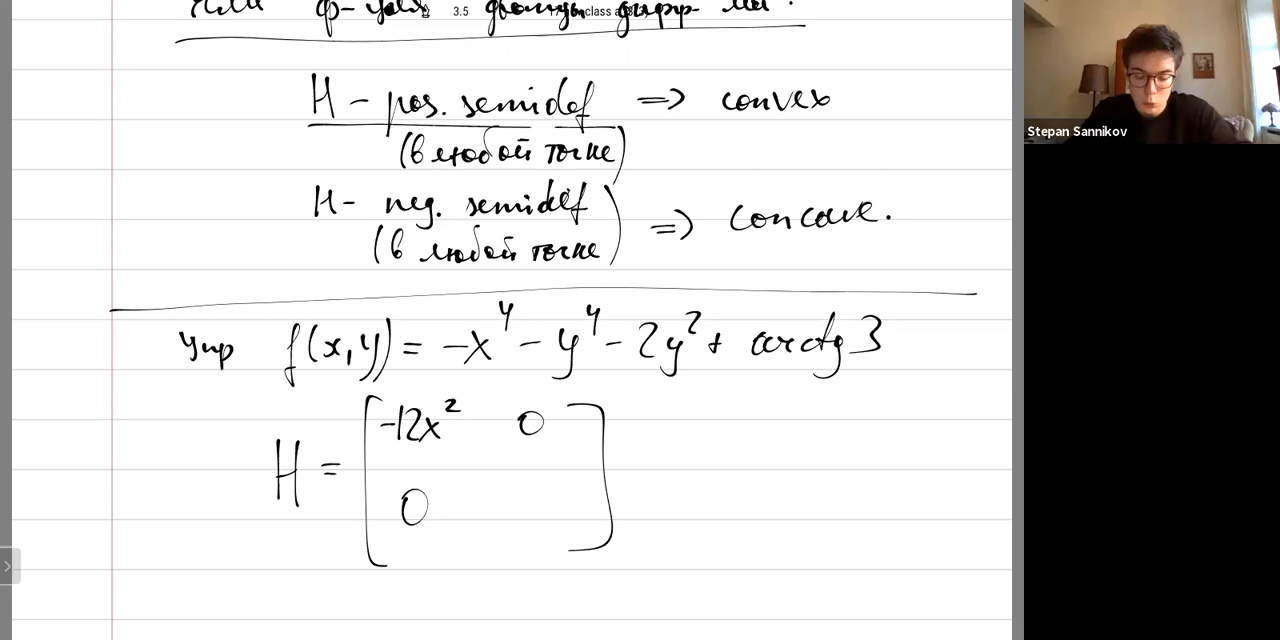 3.5
H - pos. semidef => convex
(в любой точке)
H - neg. semidef => concave.
(в любой точке)
Упр f(x,y) = -x⁴ - y⁴ - 2y² + arctg 3
H = [-12x² 0
0 ]
Stepan Sannikov